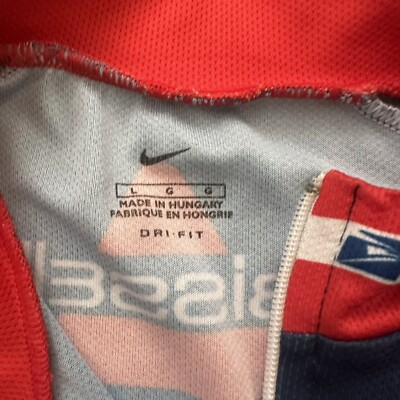 L G G
MADE IN HUNGARY
FABRIQUE EN HONGRIE
DRI-FIT